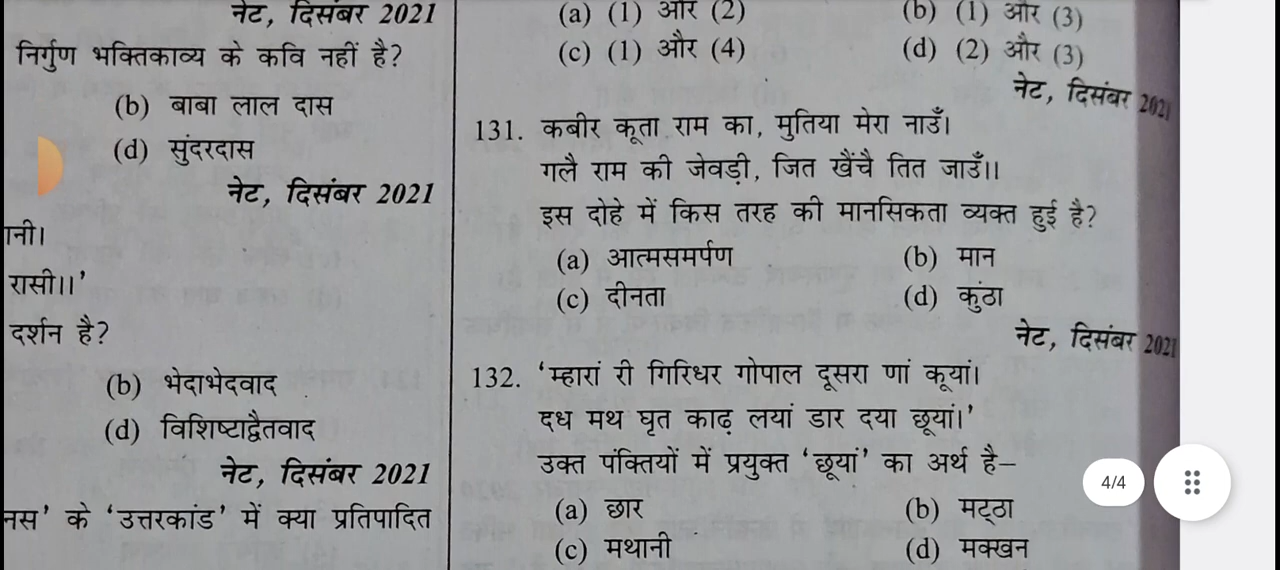 नेट, दिसंबर 2021
निर्गुण भक्तिकाव्य के कवि नहीं है?
(b) बाबा लाल दास
(d) सुंदरदास
नेट, दिसंबर 2021
ानी।
रासी।।'
दर्शन है?
(b) भेदाभेदवाद
(d) विशिष्टाद्वैतवाद
नेट, दिसंबर 2021
नस' के 'उत्तरकांड' में क्या प्रतिपादित
(a) (1) और (2) (b) (1) और (3)
(c) (1) और (4) (d) (2) और (3)
नेट, दिसंबर 2021
131. कबीर कूता राम का, मुतिया मेरा नाउँ।
गलै राम की जेवड़ी, जित खैंचै तित जाउँ।।
इस दोहे में किस तरह की मानसिकता व्यक्त हुई है?
(a) आत्मसमर्पण (b) मान
(c) दीनता (d) कुंठा
नेट, दिसंबर 2021
132. 'म्हारां री गिरिधर गोपाल दूसरा णां कूयां।
दध मथ घृत काढ़ लयां डार दया छूयां।'
उक्त पंक्तियों में प्रयुक्त 'छूयां' का अर्थ है–
(a) छार (b) मट्ठा
(c) मथानी (d) मक्खन
4/4